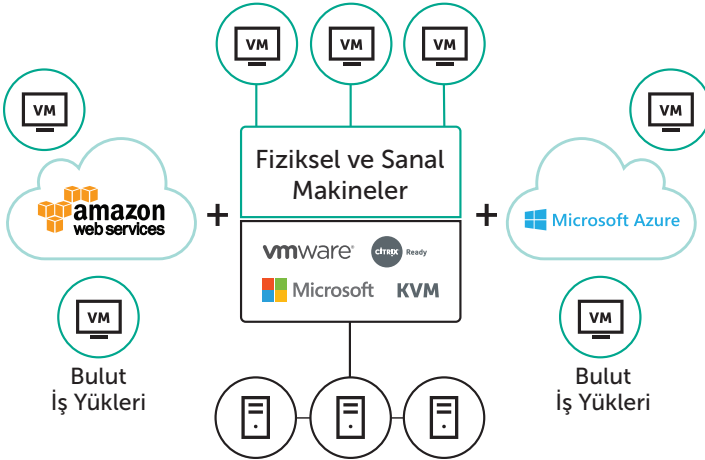 VM
VM
VM
VM
VM
Fiziksel ve Sanal
Makineler
amazon
web services
+
+
Microsoft Azure
vmware®
CITRIX Ready
Microsoft
KVM
VM
VM
Bulut
İş Yükleri
Bulut
İş Yükleri